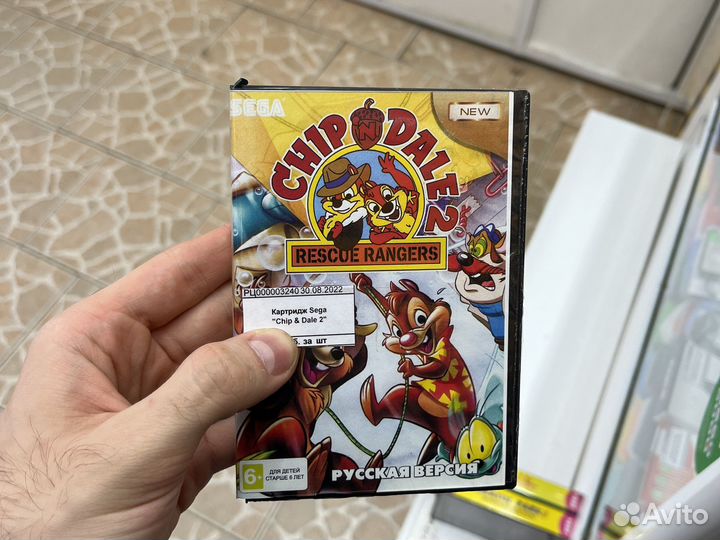 SEGA
NEW
CHIP 'N DALE 2
RESCUE RANGERS
РЦ000003240 30.08.2022
Картридж Sega
"Chip & Dale 2"
б. за шт
РУССКАЯ ВЕРСИЯ
6+
ДЛЯ ДЕТЕЙ
СТАРШЕ 6 ЛЕТ
Avito